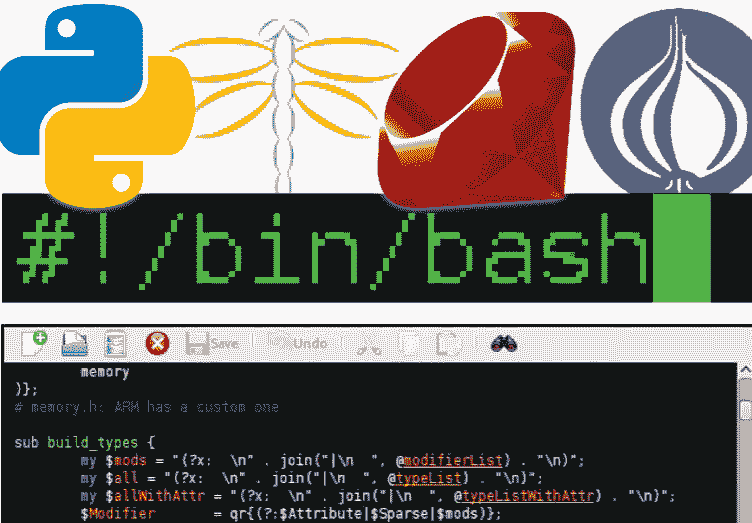 #!/bin/bash
Save Undo
memory
)};
# memory.h: ARM has a custom one
sub build_types {
my $mods = "(?x:  \n" . join("|\n  ", @modifierList) . "\n)";
my $all = "(?x:  \n" . join("|\n  ", @typeList) . "\n)";
my $allWithAttr = "(?x:  \n" . join("|\n  ", @typeListWithAttr) . "\n)";
$Modifier       = qr{(?:$Attribute|$Sparse|$mods)};